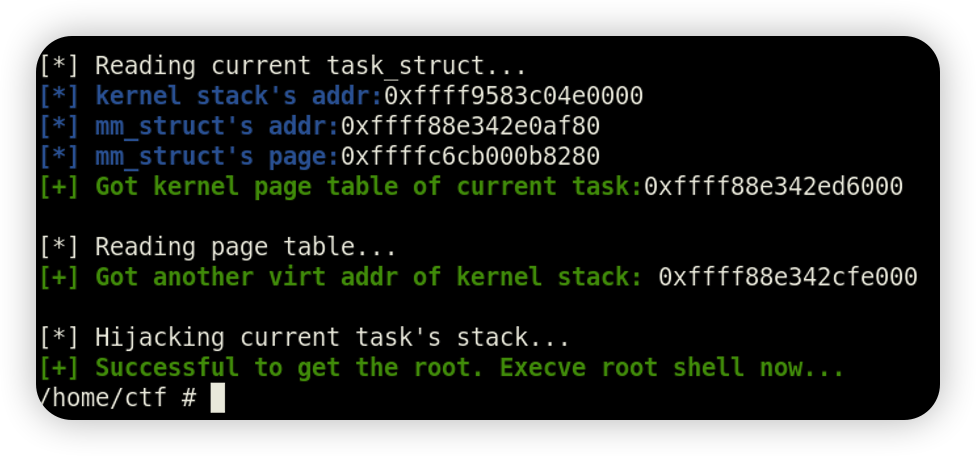 [*] Reading current task_struct...
[*] kernel stack's addr:0xffff9583c04e0000
[*] mm_struct's addr:0xffff88e342e0af80
[*] mm_struct's page:0xffffc6cb000b8280
[+] Got kernel page table of current task:0xffff88e342ed6000
[*] Reading page table...
[+] Got another virt addr of kernel stack: 0xffff88e342cfe000
[*] Hijacking current task's stack...
[+] Successful to get the root. Execve root shell now...
/home/ctf #